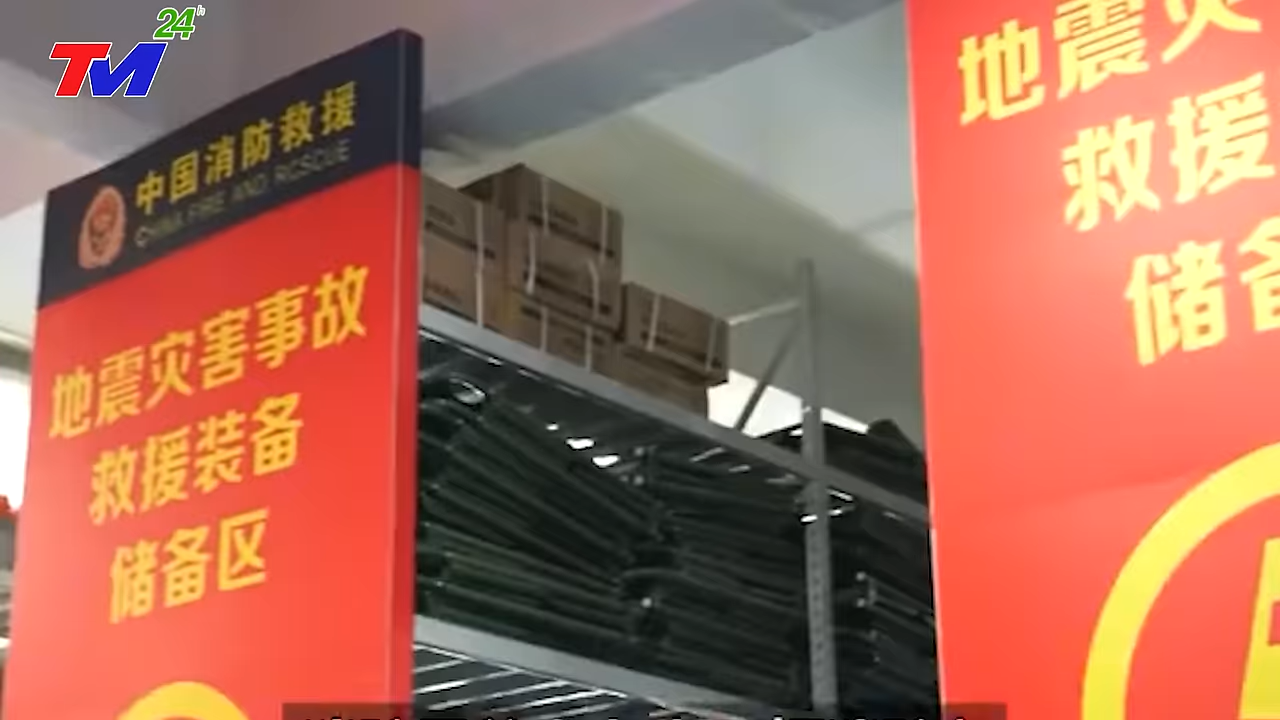 TM 24h
中国消防救援
CHINA FIRE AND RESCUE
地震灾害事故
救援装备
储备区
地震灾
救援
储备